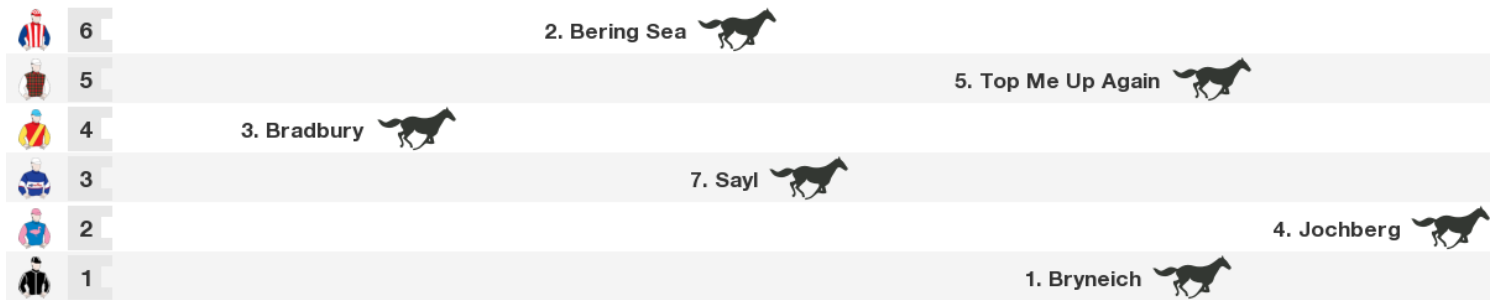 6 2. Bering Sea
5 5. Top Me Up Again
4 3. Bradbury
3 7. Sayl
2 4. Jochberg
1 1. Bryneich